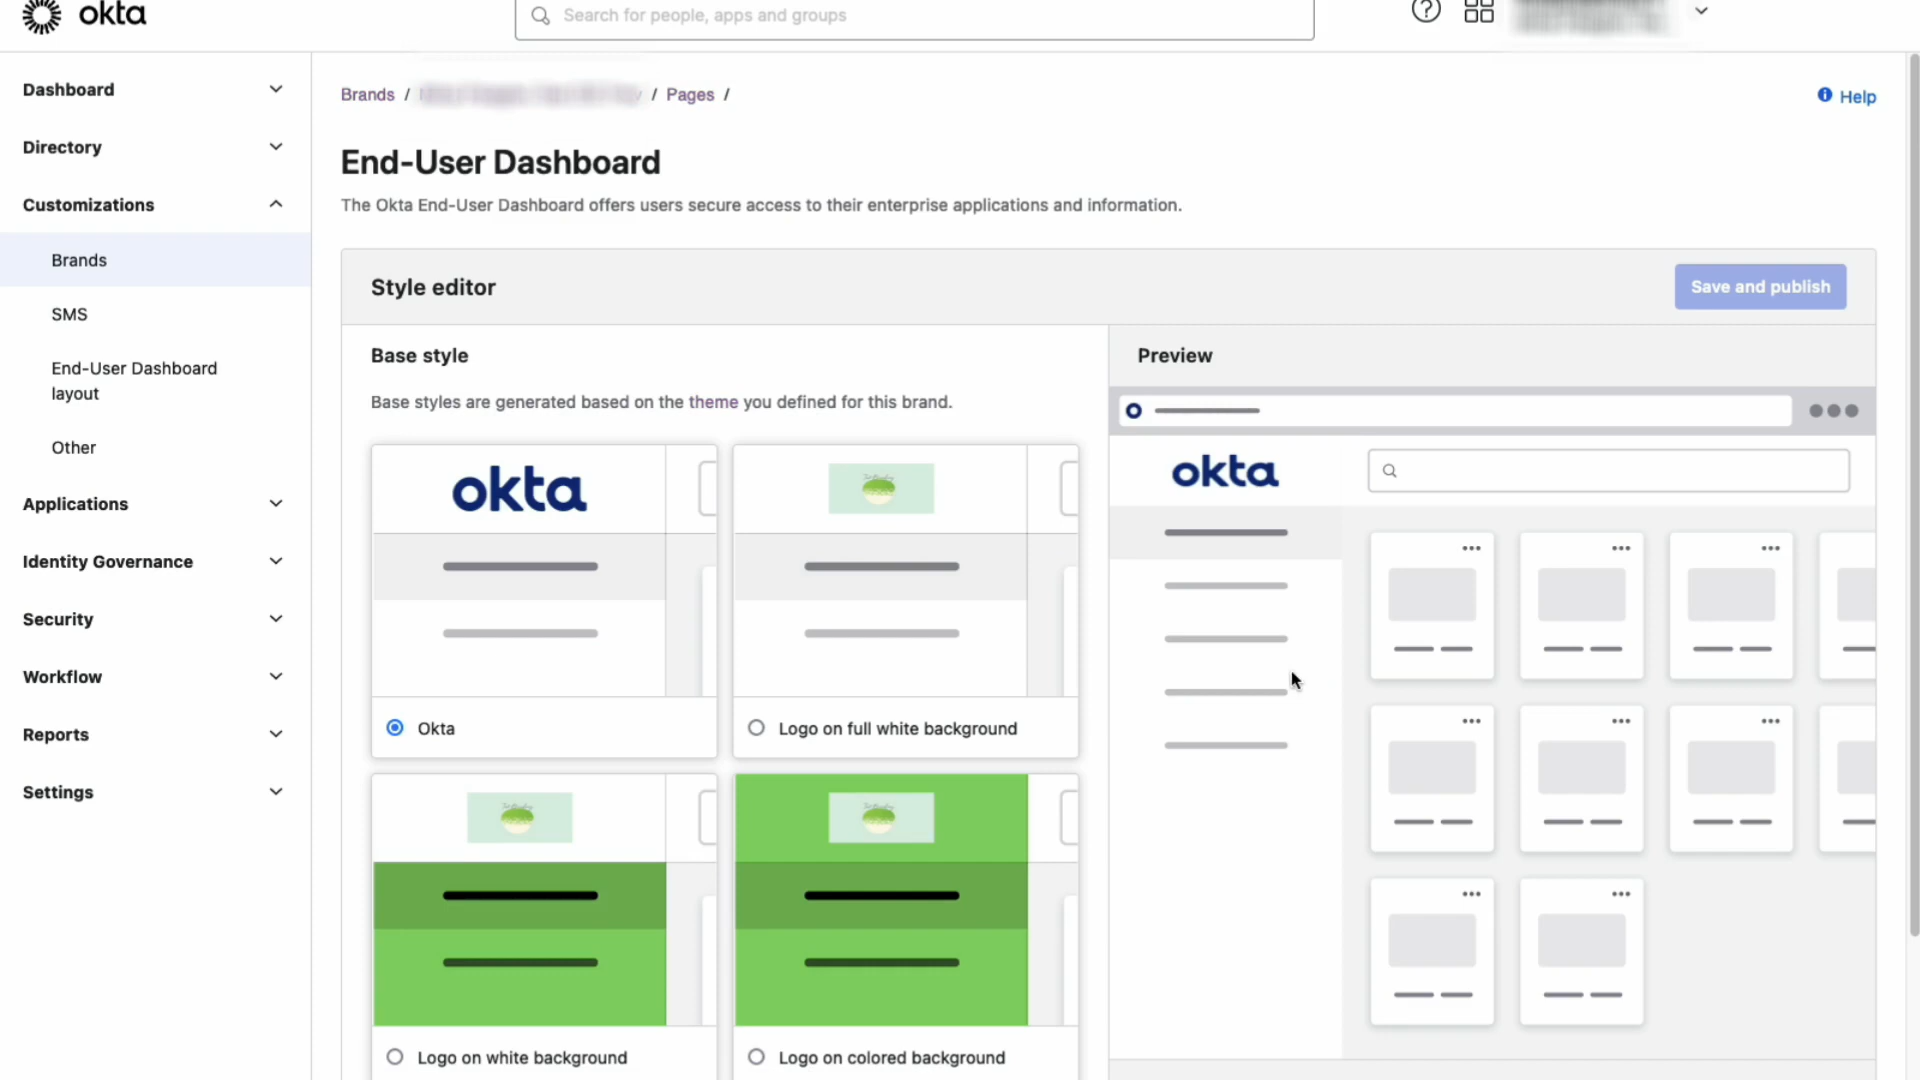 okta
Search for people, apps and groups
Dashboard
Directory
Customizations
Brands
SMS
End-User Dashboard
layout
Other
Applications
Identity Governance
Security
Workflow
Reports
Settings
Brands / / Pages /
Help
End-User Dashboard
The Okta End-User Dashboard offers users secure access to their enterprise applications and information.
Style editor
Save and publish
Base style
Base styles are generated based on the theme you defined for this brand.
okta
Okta
Logo on full white background
Logo on white background
Logo on colored background
Preview
okta